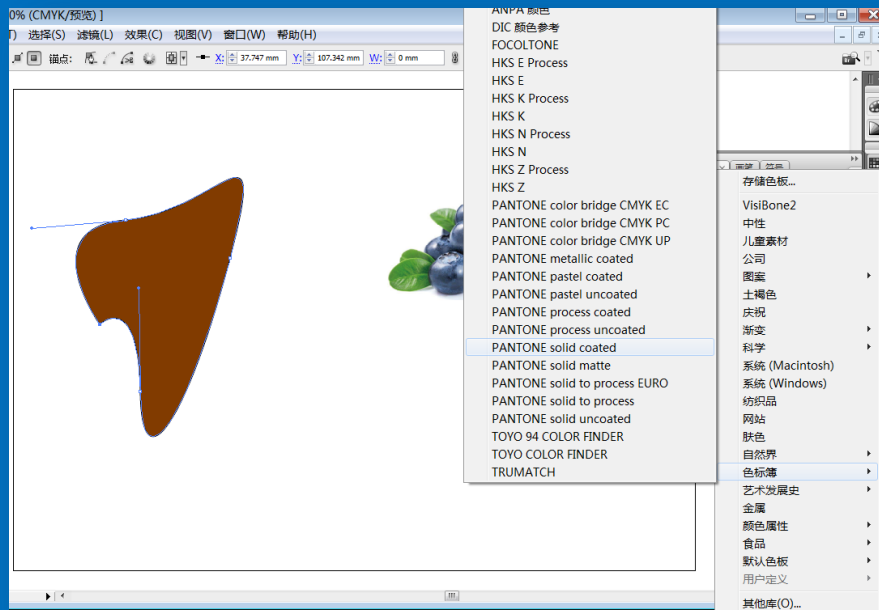 0% (CMYK/预览) ]
T) 选择(S) 滤镜(L) 效果(C) 视图(V) 窗口(W) 帮助(H)
锚点: X: 37.747 mm Y: 107.342 mm W: 0 mm
ANPA 颜色
DIC 颜色参考
FOCOLTONE
HKS E Process
HKS E
HKS K Process
HKS K
HKS N Process
HKS N
HKS Z Process
HKS Z
PANTONE color bridge CMYK EC
PANTONE color bridge CMYK PC
PANTONE color bridge CMYK UP
PANTONE metallic coated
PANTONE pastel coated
PANTONE pastel uncoated
PANTONE process coated
PANTONE process uncoated
PANTONE solid coated
PANTONE solid matte
PANTONE solid to process EURO
PANTONE solid to process
PANTONE solid uncoated
TOYO 94 COLOR FINDER
TOYO COLOR FINDER
TRUMATCH
画笔 符号
存储色板...
VisiBone2
中性
儿童素材
公司
图案
土褐色
庆祝
渐变
科学
系统 (Macintosh)
系统 (Windows)
纺织品
网站
肤色
自然界
色标簿
艺术发展史
金属
颜色属性
食品
默认色板
用户定义
其他库(O)...